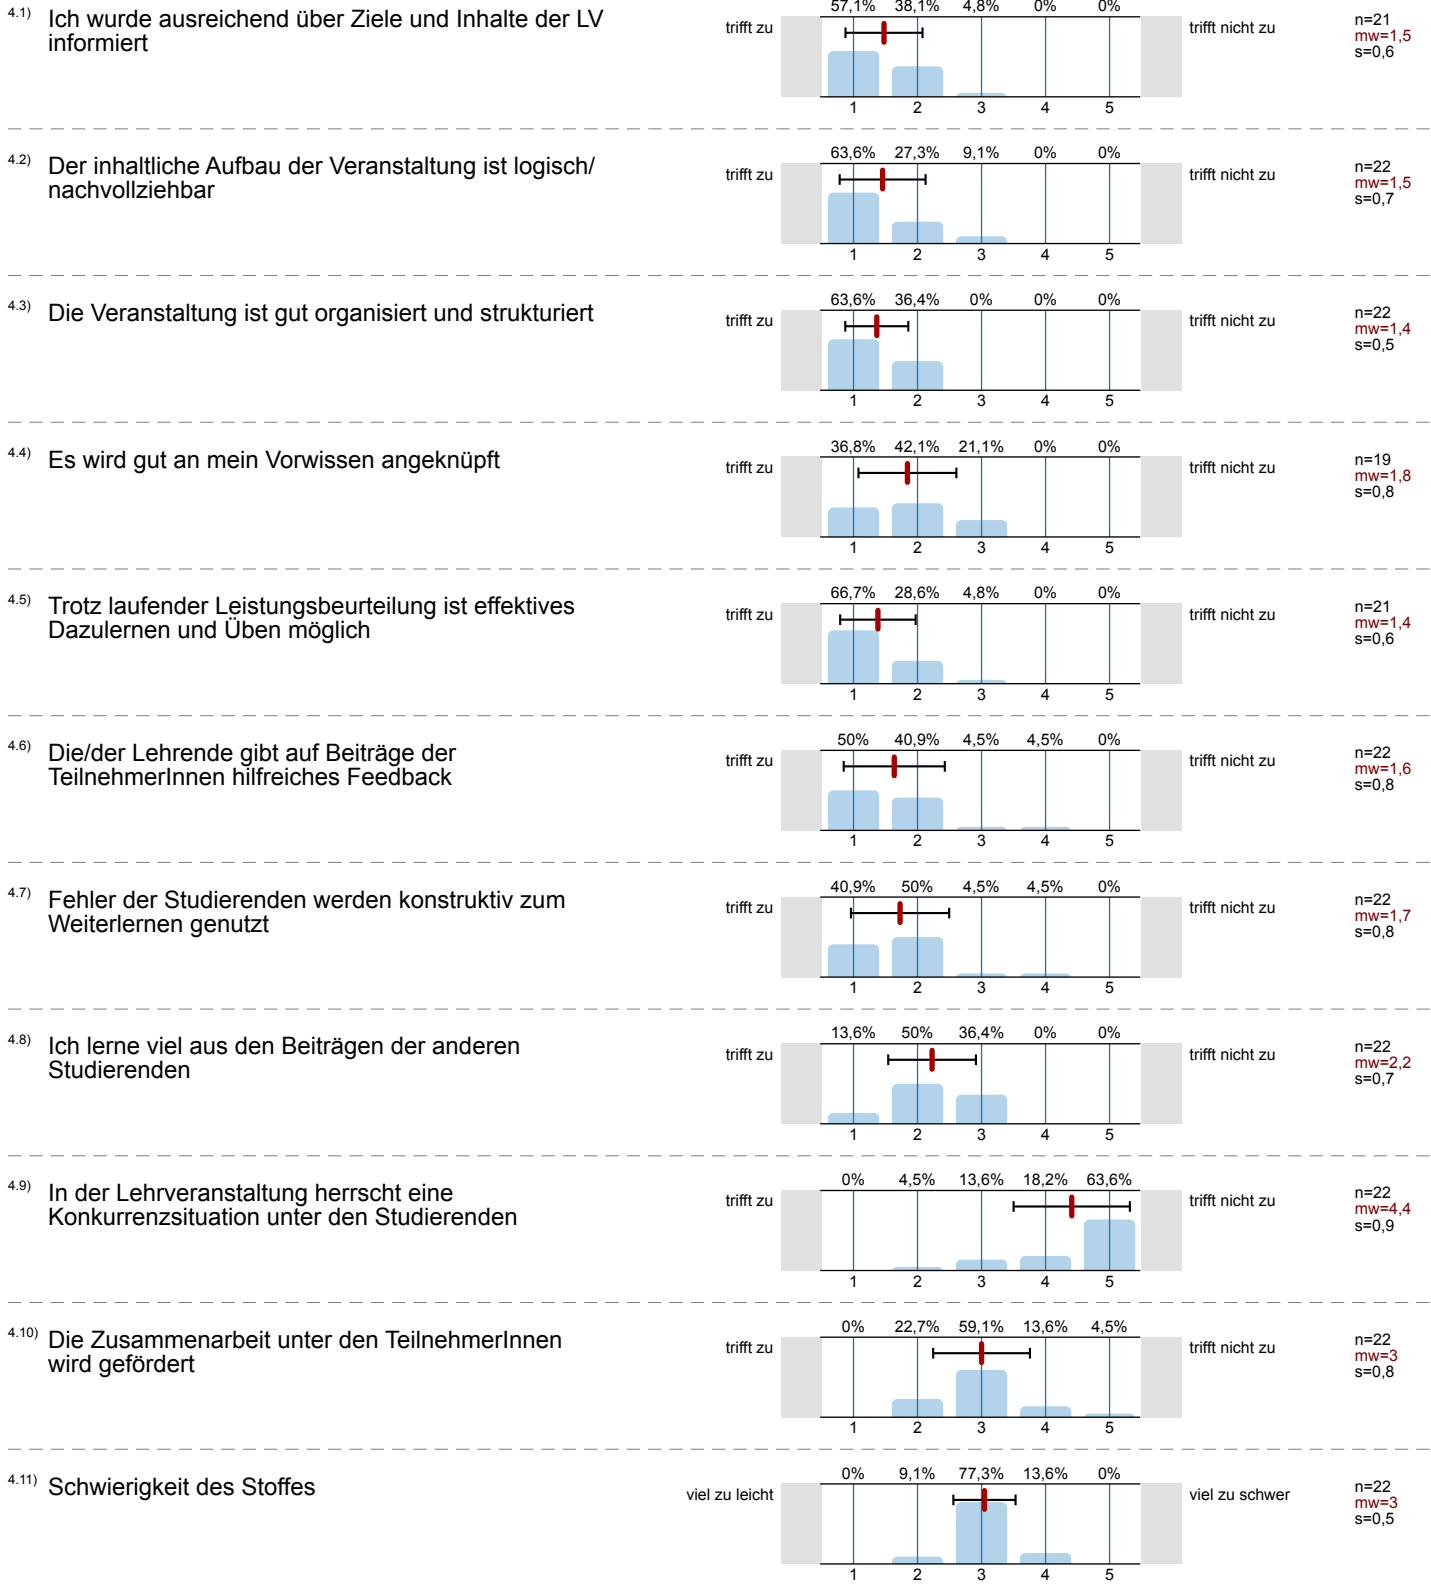 4.1) Ich wurde ausreichend über Ziele und Inhalte der LV
informiert
trifft zu
57,1% 38,1% 4,8% 0% 0%
1 2 3 4 5
trifft nicht zu
n=21
mw=1,5
s=0,6
4.2) Der inhaltliche Aufbau der Veranstaltung ist logisch/
nachvollziehbar
trifft zu
63,6% 27,3% 9,1% 0% 0%
1 2 3 4 5
trifft nicht zu
n=22
mw=1,5
s=0,7
4.3) Die Veranstaltung ist gut organisiert und strukturiert
trifft zu
63,6% 36,4% 0% 0% 0%
1 2 3 4 5
trifft nicht zu
n=22
mw=1,4
s=0,5
4.4) Es wird gut an mein Vorwissen angeknüpft
trifft zu
36,8% 42,1% 21,1% 0% 0%
1 2 3 4 5
trifft nicht zu
n=19
mw=1,8
s=0,8
4.5) Trotz laufender Leistungsbeurteilung ist effektives
Dazulernen und Üben möglich
trifft zu
66,7% 28,6% 4,8% 0% 0%
1 2 3 4 5
trifft nicht zu
n=21
mw=1,4
s=0,6
4.6) Die/der Lehrende gibt auf Beiträge der
TeilnehmerInnen hilfreiches Feedback
trifft zu
50% 40,9% 4,5% 4,5% 0%
1 2 3 4 5
trifft nicht zu
n=22
mw=1,6
s=0,8
4.7) Fehler der Studierenden werden konstruktiv zum
Weiterlernen genutzt
trifft zu
40,9% 50% 4,5% 4,5% 0%
1 2 3 4 5
trifft nicht zu
n=22
mw=1,7
s=0,8
4.8) Ich lerne viel aus den Beiträgen der anderen
Studierenden
trifft zu
13,6% 50% 36,4% 0% 0%
1 2 3 4 5
trifft nicht zu
n=22
mw=2,2
s=0,7
4.9) In der Lehrveranstaltung herrscht eine
Konkurrenzsituation unter den Studierenden
trifft zu
0% 4,5% 13,6% 18,2% 63,6%
1 2 3 4 5
trifft nicht zu
n=22
mw=4,4
s=0,9
4.10) Die Zusammenarbeit unter den TeilnehmerInnen
wird gefördert
trifft zu
0% 22,7% 59,1% 13,6% 4,5%
1 2 3 4 5
trifft nicht zu
n=22
mw=3
s=0,8
4.11) Schwierigkeit des Stoffes
viel zu leicht
0% 9,1% 77,3% 13,6% 0%
1 2 3 4 5
viel zu schwer
n=22
mw=3
s=0,5